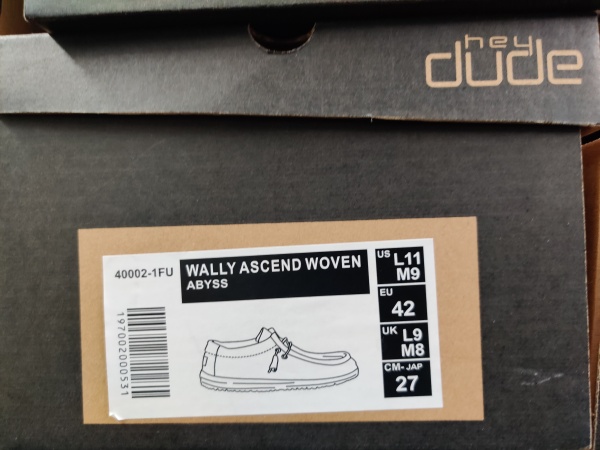 hey
dude
40002-1FU
WALLY ASCEND WOVEN
ABYSS
US L11
M9
EU
42
UK L9
M8
CM- JAP
27
197002000531